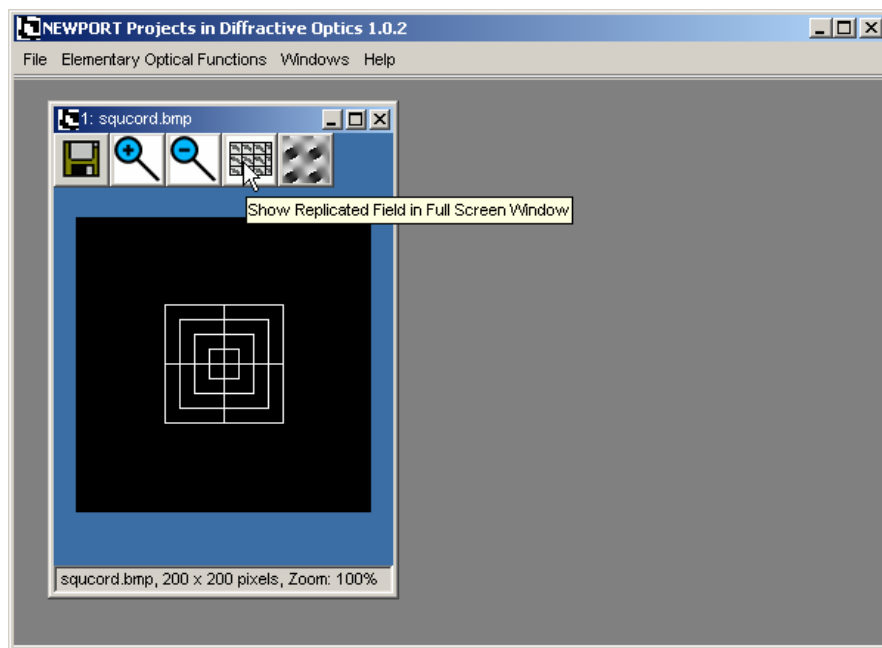 NEWPORT Projects in Diffractive Optics 1.0.2
File Elementary Optical Functions Windows Help
1: squcord.bmp
Show Replicated Field in Full Screen Window
squcord.bmp, 200 x 200 pixels, Zoom: 100%